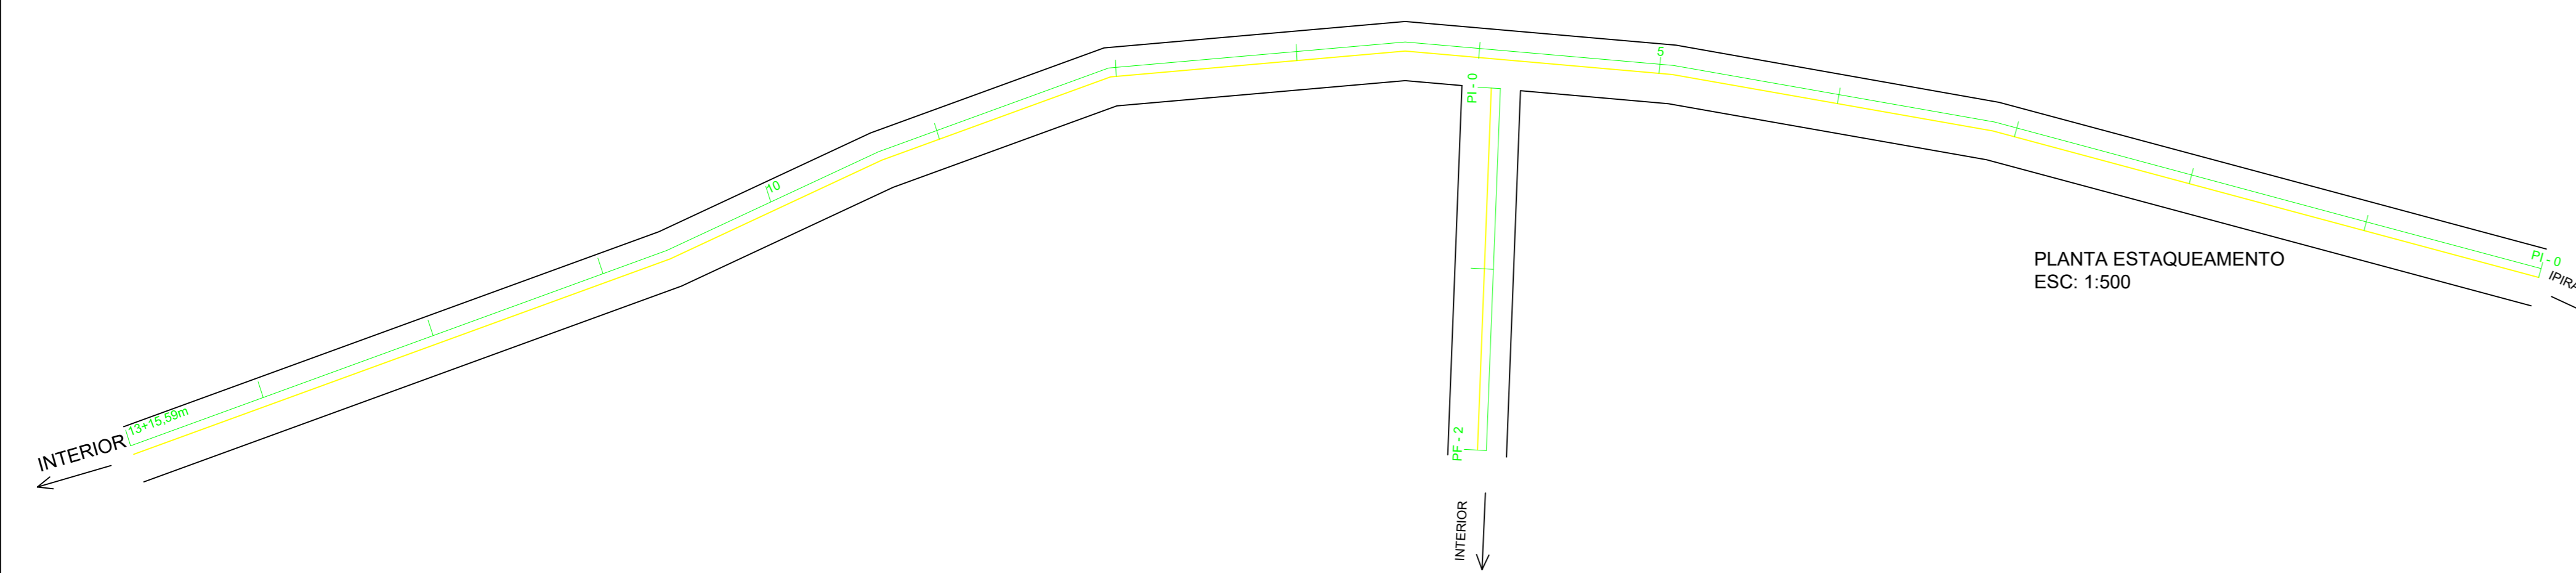 5
PI - 0
10
PLANTA ESTAQUEAMENTO
ESC: 1:500
PI - 0
13+15,59m
INTERIOR
PF - 2
INTERIOR